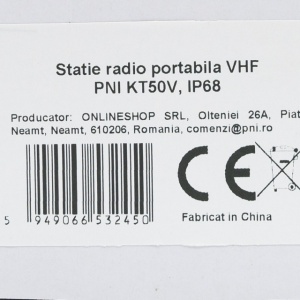 Statie radio portabila VHF
PNI KT50V, IP68
Producator: ONLINESHOP SRL, Olteniei 26A, Piat
Neamt, Neamt, 610206, Romania, comenzi@pni.ro
CE
5 949066 532450
Fabricat in China